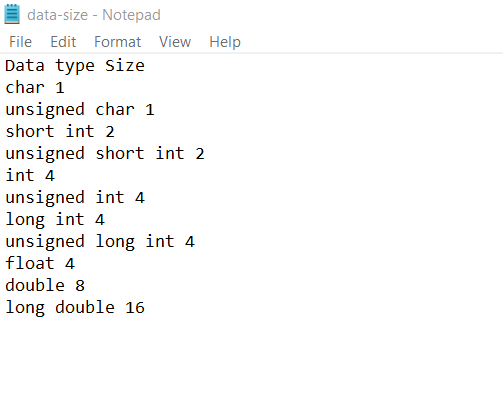 data-size - Notepad
File Edit Format View Help
Data type Size
char 1
unsigned char 1
short int 2
unsigned short int 2
int 4
unsigned int 4
long int 4
unsigned long int 4
float 4
double 8
long double 16